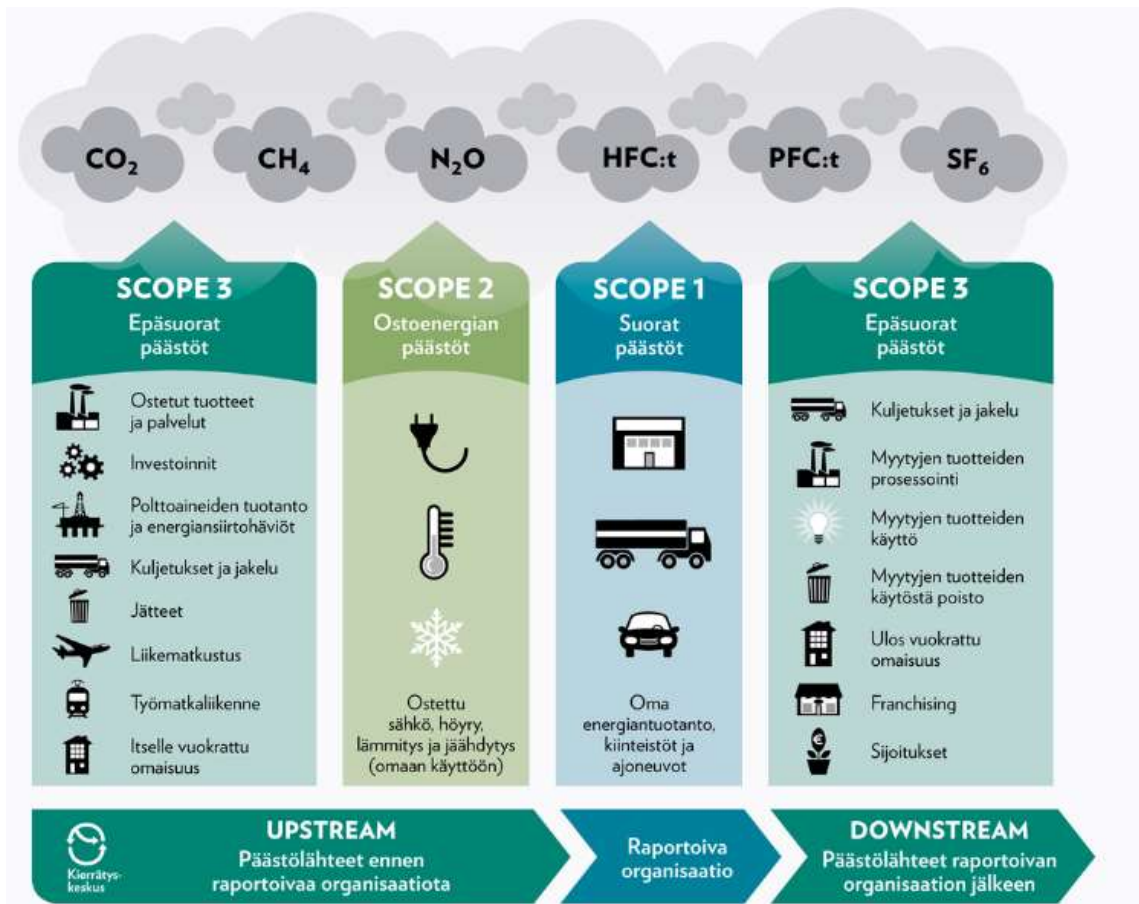 CO₂
CH₄
N₂O
HFC:t
PFC:t
SF₆
SCOPE 3
Epäsuorat
päästöt
Ostetut tuotteet
ja palvelut
Investoinnit
Polttoaineiden tuotanto
ja energiansiirtohäviöt
Kuljetukset ja jakelu
Jätteet
Liikematkustus
Työmatkaliikenne
Itselle vuokrattu
omaisuus
SCOPE 2
Ostoenergian
päästöt
Ostettu
sähkö, höyry,
lämmitys ja jäähdytys
(omaan käyttöön)
SCOPE 1
Suorat
päästöt
Oma
energiantuotanto,
kiinteistöt ja
ajoneuvot
SCOPE 3
Epäsuorat
päästöt
Kuljetukset ja jakelu
Myytyjen tuotteiden
prosessointi
Myytyjen tuotteiden
käyttö
Myytyjen tuotteiden
käytöstä poisto
Ulos vuokrattu
omaisuus
Franchising
€
Sijoitukset
Kierrätys-
keskus
UPSTREAM
Päästölähteet ennen
raportoivaa organisaatiota
Raportoiva
organisaatio
DOWNSTREAM
Päästölähteet raportoivan
organisaation jälkeen